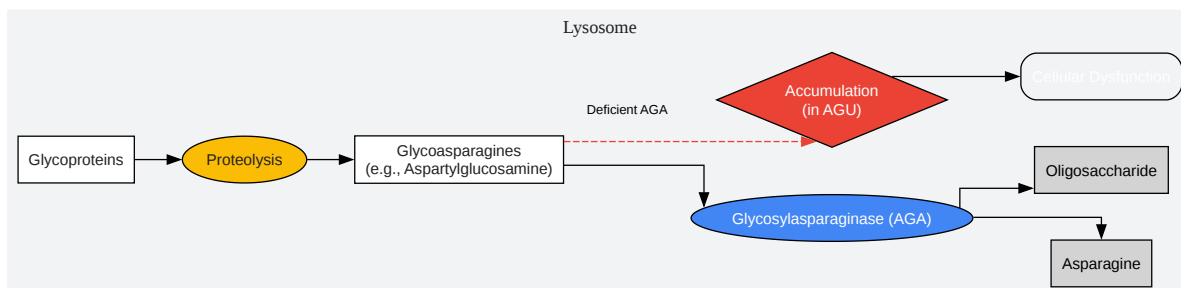 Lysosome
Glycoproteins
Proteolysis
Glycoasparagines
(e.g., Aspartylglucosamine)
Deficient AGA
Accumulation
(in AGU)
Cellular Dysfunction
Glycosylasparaginase (AGA)
Oligosaccharide
Asparagine